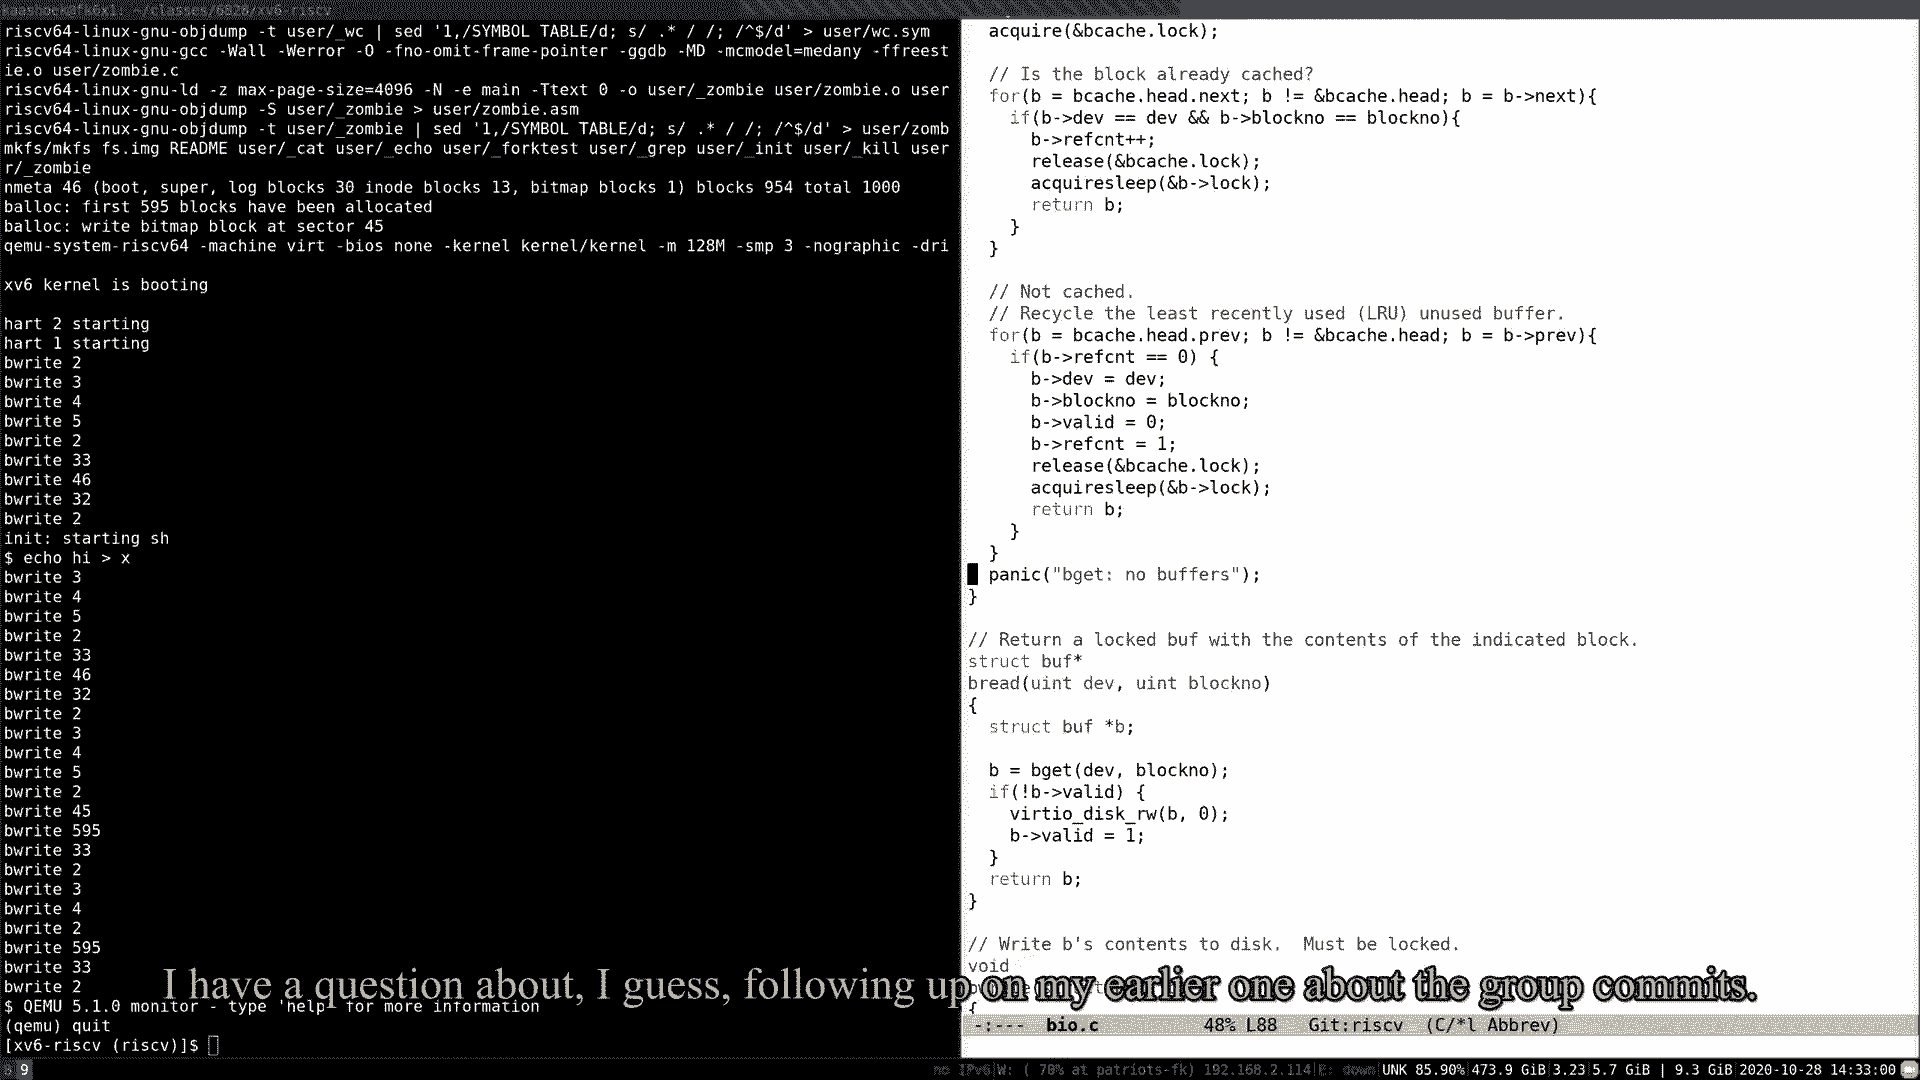 kaashoek@fk6x1: ~/classes/6828/xv6-riscv
riscv64-linux-gnu-objdump -t user/_wc | sed '1,/SYMBOL TABLE/d; s/ .* / /; /^$/d' > user/wc.sym
riscv64-linux-gnu-gcc -Wall -Werror -O -fno-omit-frame-pointer -ggdb -MD -mcmodel=medany -ffreest
ie.o user/zombie.c
riscv64-linux-gnu-ld -z max-page-size=4096 -N -e main -Ttext 0 -o user/_zombie user/zombie.o user
riscv64-linux-gnu-objdump -S user/_zombie > user/zombie.asm
riscv64-linux-gnu-objdump -t user/_zombie | sed '1,/SYMBOL TABLE/d; s/ .* / /; /^$/d' > user/zomb
mkfs/mkfs fs.img README user/_cat user/_echo user/_forktest user/_grep user/_init user/_kill user
r/_zombie
nmeta 46 (boot, super, log blocks 30 inode blocks 13, bitmap blocks 1) blocks 954 total 1000
balloc: first 595 blocks have been allocated
balloc: write bitmap block at sector 45
qemu-system-riscv64 -machine virt -bios none -kernel kernel/kernel -m 128M -smp 3 -nographic -dri
xv6 kernel is booting
hart 2 starting
hart 1 starting
bwrite 2
bwrite 3
bwrite 4
bwrite 5
bwrite 2
bwrite 33
bwrite 46
bwrite 32
bwrite 2
init: starting sh
$ echo hi > x
bwrite 3
bwrite 4
bwrite 5
bwrite 2
bwrite 33
bwrite 46
bwrite 32
bwrite 2
bwrite 3
bwrite 4
bwrite 5
bwrite 2
bwrite 45
bwrite 595
bwrite 33
bwrite 2
bwrite 3
bwrite 4
bwrite 2
bwrite 595
bwrite 33
bwrite 2
$ QEMU 5.1.0 monitor - type 'help' for more information
(qemu) quit
[xv6-riscv (riscv)]$
acquire(&bcache.lock);
// Is the block already cached?
for(b = bcache.head.next; b != &bcache.head; b = b->next){
if(b->dev == dev && b->blockno == blockno){
b->refcnt++;
release(&bcache.lock);
acquiresleep(&b->lock);
return b;
}
}
// Not cached.
// Recycle the least recently used (LRU) unused buffer.
for(b = bcache.head.prev; b != &bcache.head; b = b->prev){
if(b->refcnt == 0) {
b->dev = dev;
b->blockno = blockno;
b->valid = 0;
b->refcnt = 1;
release(&bcache.lock);
acquiresleep(&b->lock);
return b;
}
}
panic("bget: no buffers");
}
// Return a locked buf with the contents of the indicated block.
struct buf*
bread(uint dev, uint blockno)
{
struct buf *b;
b = bget(dev, blockno);
if(!b->valid) {
virtio_disk_rw(b, 0);
b->valid = 1;
}
return b;
}
// Write b's contents to disk.  Must be locked.
void
{
-:---  bio.c          48% L88   Git:riscv  (C/*l Abbrev)
I have a question about, I guess, following up on my earlier one about the group commits.
9
no IPv6|W: ( 70% at patriots-fk) 192.168.2.114|E: down|UNK 85.90%|473.9 GiB|3.23|5.7 GiB | 9.3 GiB|2020-10-28 14:33:00